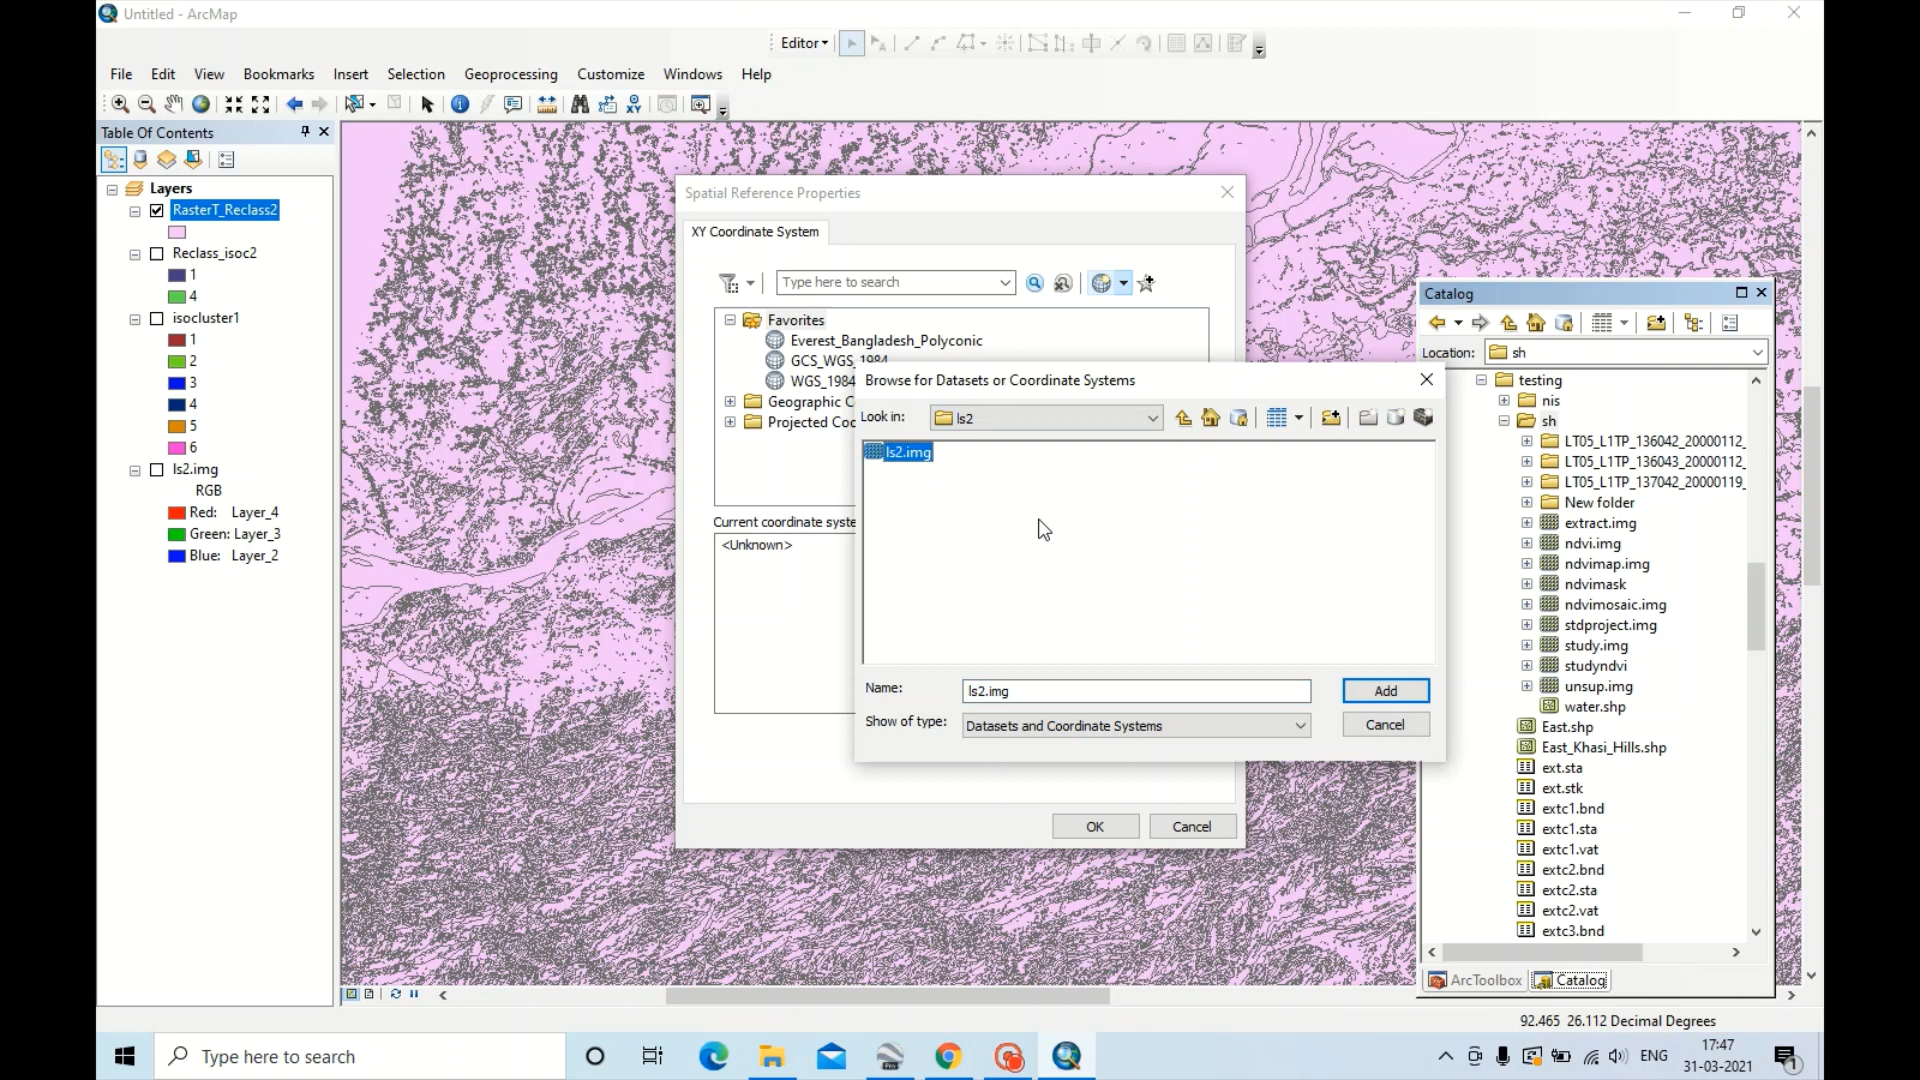 Untitled - ArcMap
Editor
File Edit View Bookmarks Insert Selection Geoprocessing Customize Windows Help
Table Of Contents
Layers
RasterT_Reclass2
Reclass_isoc2
1
4
isocluster1
1
2
3
4
5
6
ls2.img
RGB
Red: Layer_4
Green: Layer_3
Blue: Layer_2
Spatial Reference Properties
XY Coordinate System
Type here to search
Favorites
Everest_Bangladesh_Polyconic
GCS_WGS_1984
WGS_1984
Geographic C
Projected Coo
Current coordinate syste
<Unknown>
OK
Cancel
Browse for Datasets or Coordinate Systems
Look in:
ls2
ls2.img
Name:
ls2.img
Add
Show of type:
Datasets and Coordinate Systems
Cancel
Catalog
Location:
sh
testing
nis
sh
LT05_L1TP_136042_20000112_
LT05_L1TP_136043_20000112_
LT05_L1TP_137042_20000119_
New folder
extract.img
ndvi.img
ndvimap.img
ndvimask
ndvimosaic.img
stdproject.img
study.img
studyndvi
unsup.img
water.shp
East.shp
East_Khasi_Hills.shp
ext.sta
ext.stk
extc1.bnd
extc1.sta
extc1.vat
extc2.bnd
extc2.sta
extc2.vat
extc3.bnd
ArcToolbox
Catalog
92.465 26.112 Decimal Degrees
Type here to search
ENG
17:47
31-03-2021
1